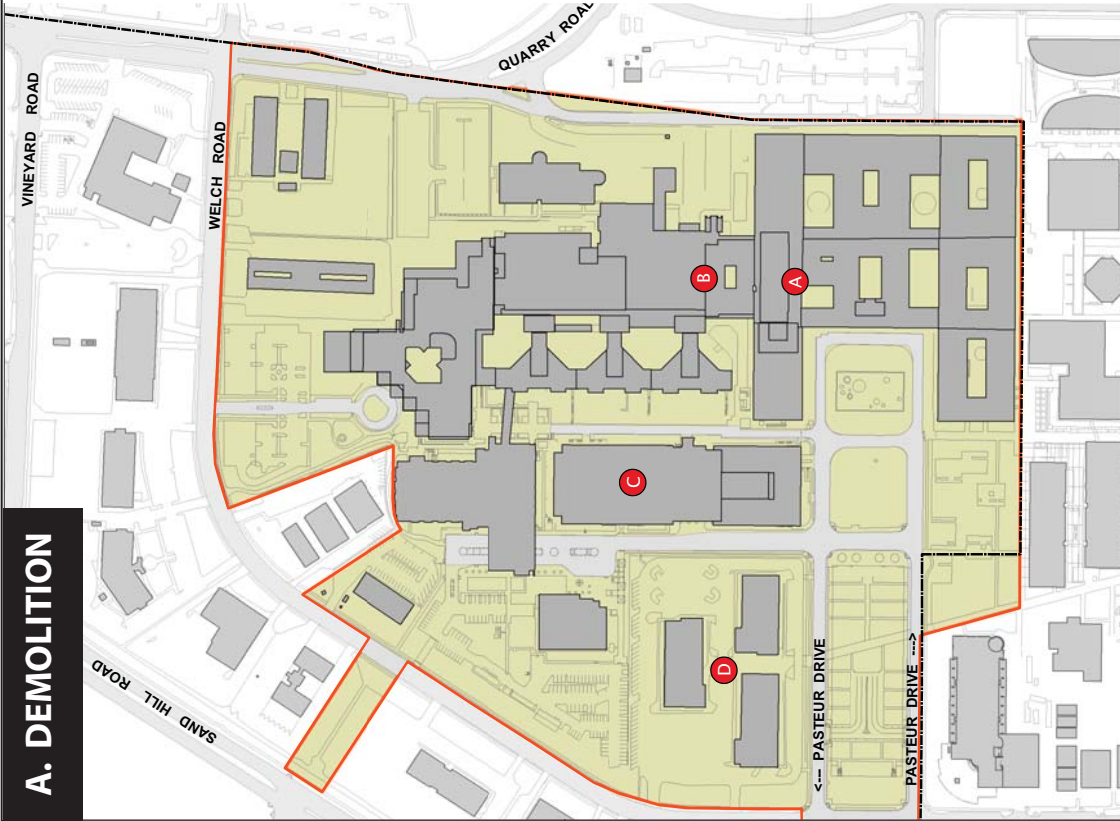 A. DEMOLITION
VINEYARD ROAD
QUARRY ROAD
WELCH ROAD
SAND HILL ROAD
B
A
C
D
<--- PASTEUR DRIVE
PASTEUR DRIVE --->